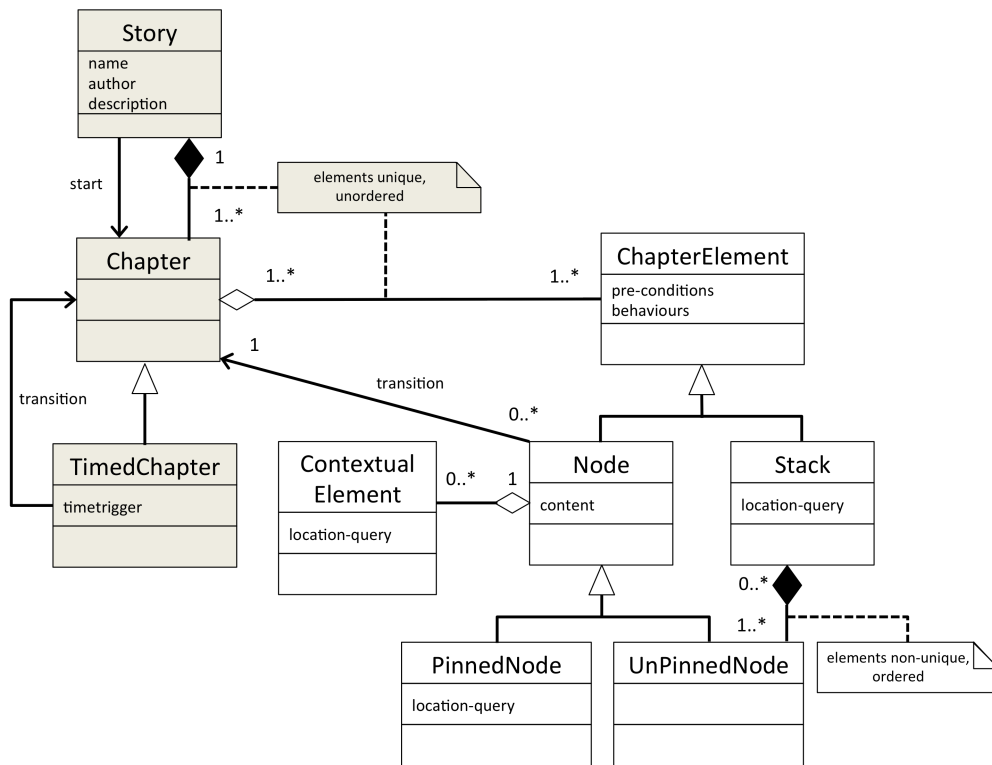 Story
name
author
description
1
start
elements unique,
unordered
1..*
Chapter
1..*
1..*
ChapterElement
pre-conditions
behaviours
1
transition
transition
0..*
TimedChapter
timetrigger
Contextual
Element
location-query
0..*
1
Node
content
Stack
location-query
0..*
1..*
elements non-unique,
ordered
PinnedNode
location-query
UnPinnedNode